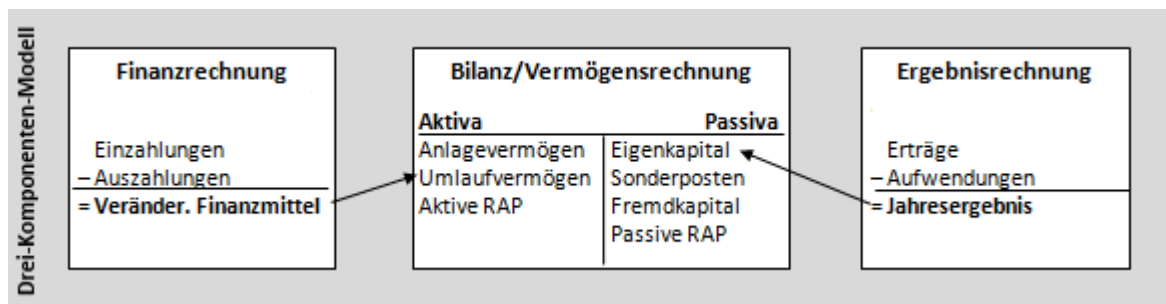 Drei-Komponenten-Modell
Finanzrechnung
Einzahlungen
– Auszahlungen
= Veränder. Finanzmittel
Bilanz/Vermögensrechnung
Aktiva Passiva
Anlagevermögen Eigenkapital
Umlaufvermögen Sonderposten
Aktive RAP Fremdkapital
Passive RAP
Ergebnisrechnung
Erträge
– Aufwendungen
= Jahresergebnis